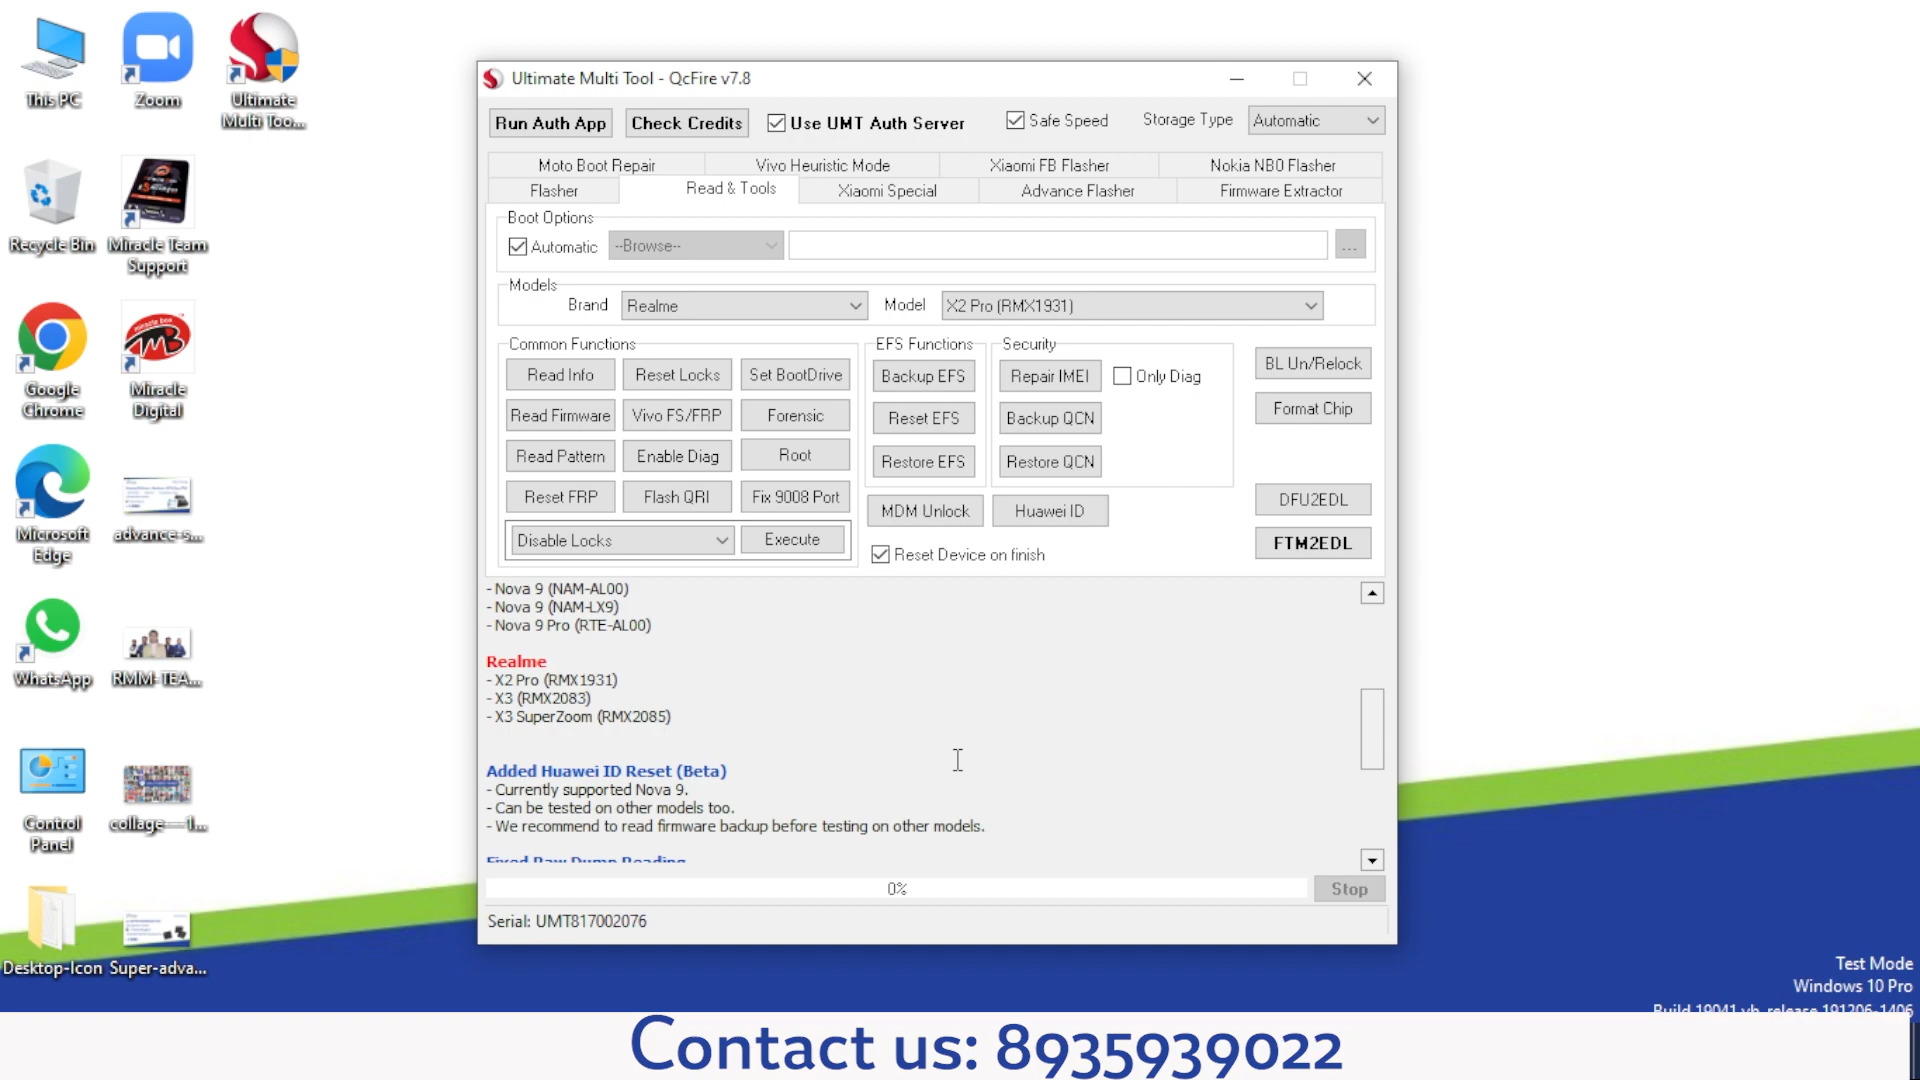 This PC
Zoom
Ultimate
Multi Too...
Recycle Bin
Miracle Team
Support
Google
Chrome
Miracle
Digital
Microsoft
Edge
advance-s...
WhatsApp
RMM-TEA...
Control
Panel
collage---1...
Desktop-Icon
Super-adva...
Ultimate Multi Tool - QcFire v7.8
Run Auth App
Check Credits
Use UMT Auth Server
Safe Speed
Storage Type
Automatic
Moto Boot Repair
Vivo Heuristic Mode
Xiaomi FB Flasher
Nokia NB0 Flasher
Flasher
Read & Tools
Xiaomi Special
Advance Flasher
Firmware Extractor
Boot Options
Automatic
--Browse--
...
Models
Brand
Realme
Model
X2 Pro (RMX1931)
Common Functions
Read Info
Reset Locks
Set BootDrive
Read Firmware
Vivo FS/FRP
Forensic
Read Pattern
Enable Diag
Root
Reset FRP
Flash QRI
Fix 9008 Port
Disable Locks
Execute
EFS Functions
Backup EFS
Reset EFS
Restore EFS
Security
Repair IMEI
Only Diag
Backup QCN
Restore QCN
MDM Unlock
Huawei ID
Reset Device on finish
BL Un/Relock
Format Chip
DFU2EDL
FTM2EDL
- Nova 9 (NAM-AL00)
- Nova 9 (NAM-LX9)
- Nova 9 Pro (RTE-AL00)
Realme
- X2 Pro (RMX1931)
- X3 (RMX2083)
- X3 SuperZoom (RMX2085)
Added Huawei ID Reset (Beta)
- Currently supported Nova 9.
- Can be tested on other models too.
- We recommend to read firmware backup before testing on other models.
Fixed Raw Dump Reading
0%
Stop
Serial: UMT817002076
Test Mode
Windows 10 Pro
Build 19041.vb_release.191206-1406
Contact us: 8935939022